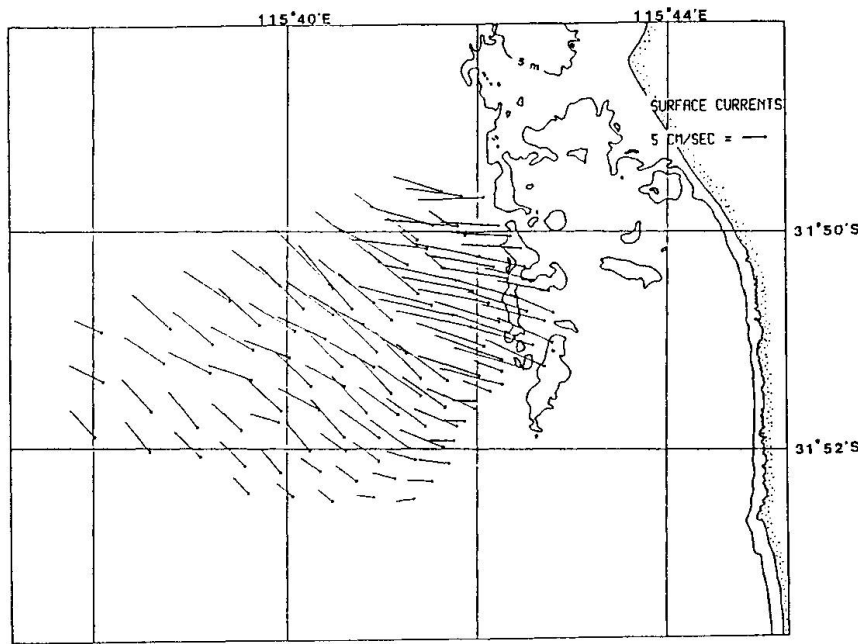 115°40'E
115°44'E
5 m
SURFACE CURRENTS
5 CM/SEC =
31°50'S
31°52'S